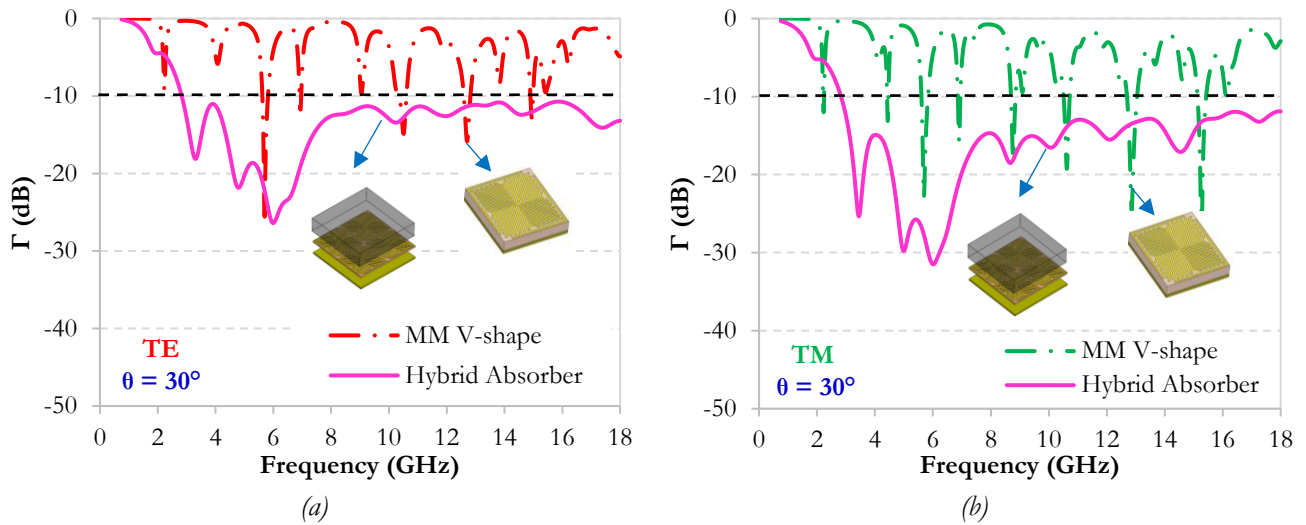 0
-10
-20
-30
-40
-50
Γ (dB)
TE
θ = 30°
MM V-shape
Hybrid Absorber
0 2 4 6 8 10 12 14 16 18
Frequency (GHz)
(a)
0
-10
-20
-30
-40
-50
Γ (dB)
TM
θ = 30°
MM V-shape
Hybrid Absorber
0 2 4 6 8 10 12 14 16 18
Frequency (GHz)
(b)